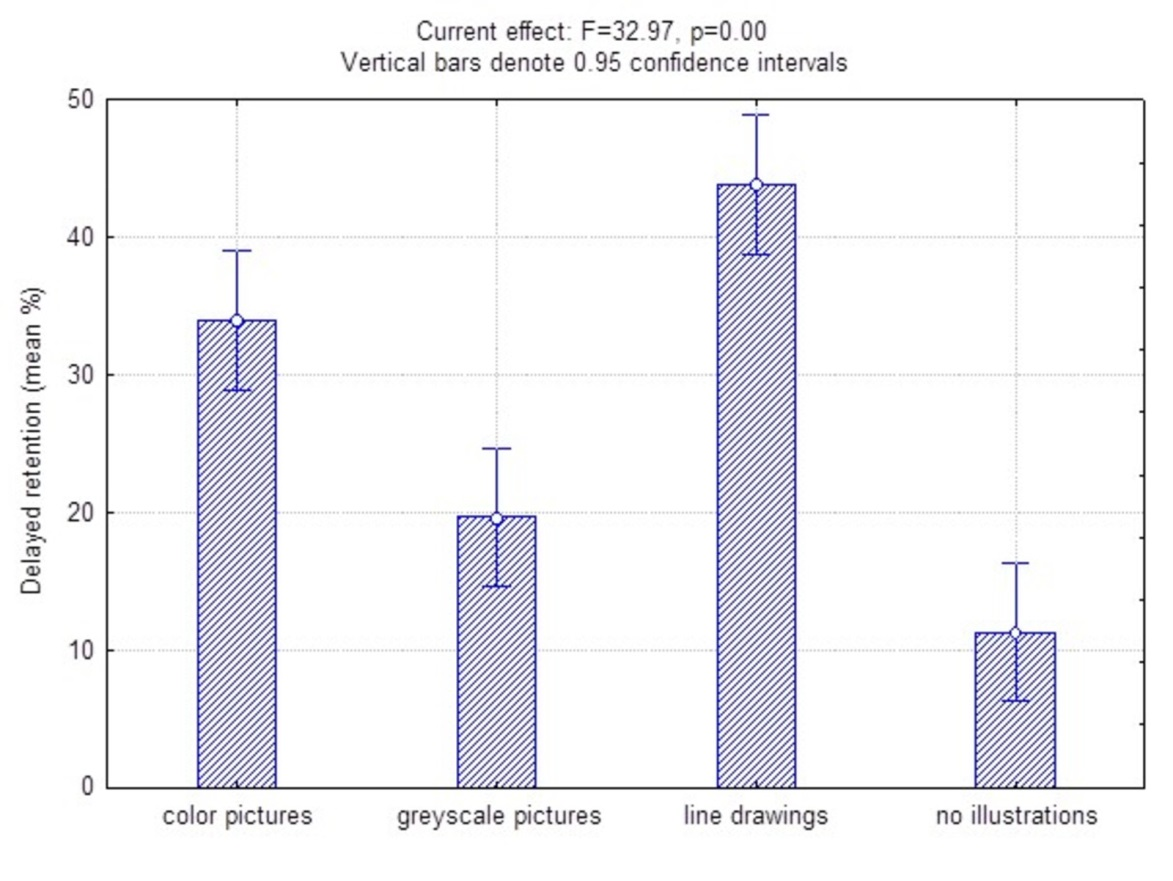 Current effect: F=32.97, p=0.00
Vertical bars denote 0.95 confidence intervals
Delayed retention (mean %)
50
40
30
20
10
0
color pictures
greyscale pictures
line drawings
no illustrations